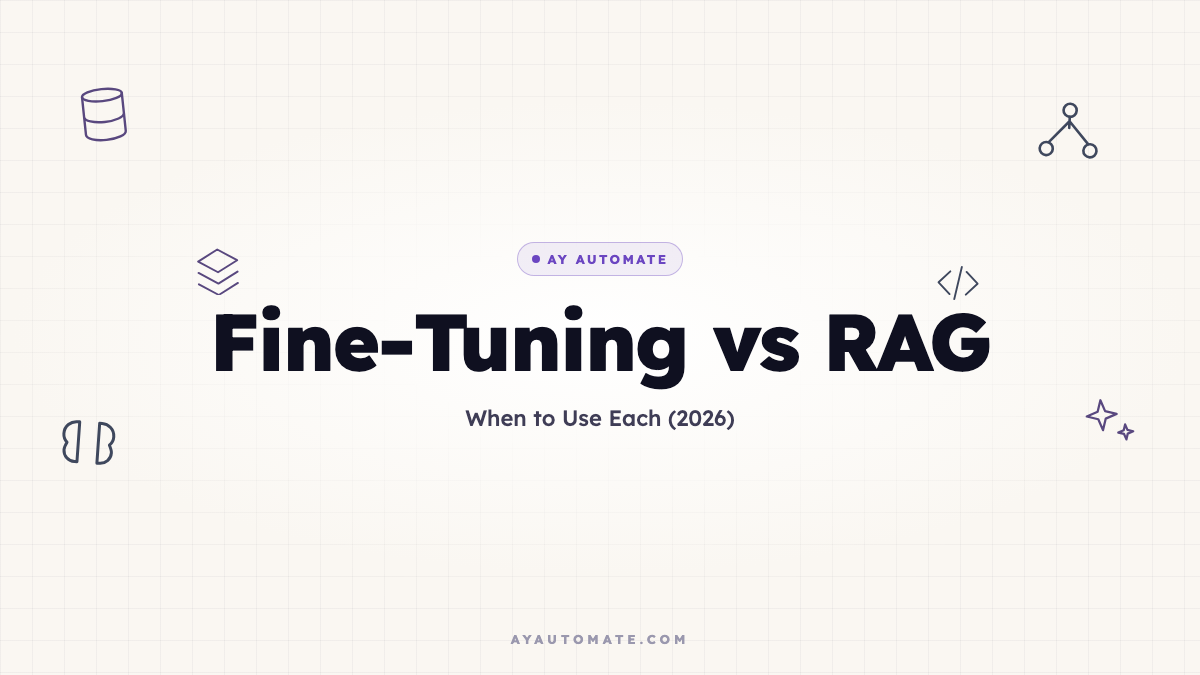 AY AUTOMATE
Fine-Tuning vs RAG
When to Use Each (2026)
AYAUTOMATE.COM